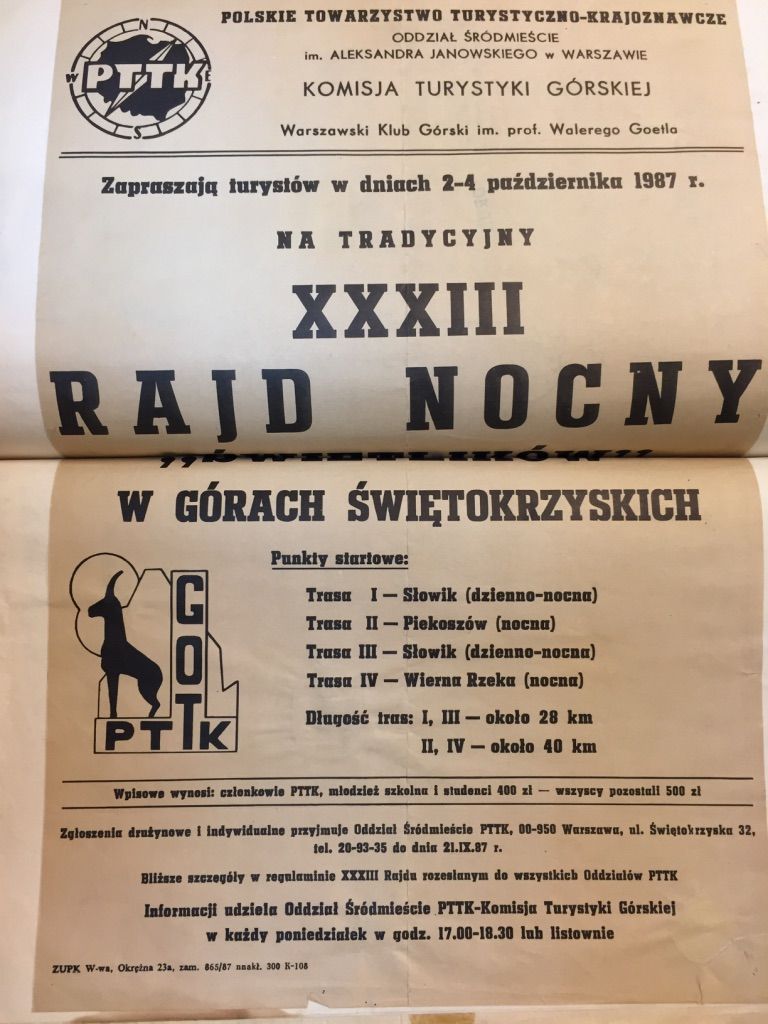 POLSKIE TOWARZYSTWO TURYSTYCZNO-KRAJOZNAWCZE
ODDZIAŁ ŚRÓDMIEŚCIE
im. ALEKSANDRA JANOWSKIEGO w WARSZAWIE
KOMISJA TURYSTYKI GÓRSKIEJ
Warszawski Klub Górski im. prof. Walerego Goetla
N
W PTTK E
S
Zapraszają turystów w dniach 2-4 października 1987 r.
NA TRADYCYJNY
XXXIII
RAJD NOCNY
„ŚWIETLIKÓW”
W GÓRACH ŚWIĘTOKRZYSKICH
GOT
PTTK
Punkty startowe:
Trasa I — Słowik (dzienno-nocna)
Trasa II — Piekoszów (nocna)
Trasa III — Słowik (dzienno-nocna)
Trasa IV — Wierna Rzeka (nocna)
Długość tras: I, III — około 28 km
II, IV — około 40 km
Wpisowe wynosi: członkowie PTTK, młodzież szkolna i studenci 400 zł — wszyscy pozostali 500 zł
Zgłoszenia drużynowe i indywidualne przyjmuje Oddział Śródmieście PTTK, 00-950 Warszawa, ul. Świętokrzyska 32,
tel. 20-93-35 do dnia 21.IX.87 r.
Bliższe szczegóły w regulaminie XXXIII Rajdu rozesłanym do wszystkich Oddziałów PTTK
Informacji udziela Oddział Śródmieście PTTK-Komisja Turystyki Górskiej
w każdy poniedziałek w godz. 17.00-18.30 lub listownie
ZUPK W-wa, Okrężna 23a, zam. 865/87 nnakł. 300 K-108